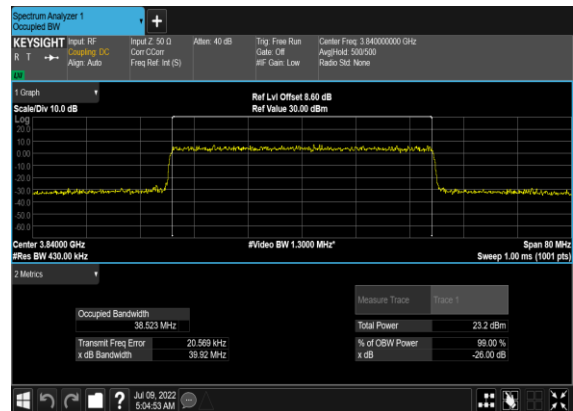 Spectrum Analyzer 1
Occupied BW
KEYSIGHT Input: RF Input Z: 50 Ω Atten: 40 dB Trig: Free Run Center Freq: 3.840000000 GHz
R T Coupling: DC Corr CCorr Gate: Off Avg|Hold: 500/500
Align: Auto Freq Ref: Int (S) #IF Gain: Low Radio Std: None
1 Graph
Ref Lvl Offset 8.60 dB
Scale/Div 10.0 dB Ref Value 30.00 dBm
Log
20.0
10.0
0.00
-10.0
-20.0
-30.0
-40.0
-50.0
-60.0
Center 3.84000 GHz #Video BW 1.3000 MHz* Span 80 MHz
#Res BW 430.00 kHz Sweep 1.00 ms (1001 pts)
2 Metrics
Measure Trace Trace 1
Occupied Bandwidth
38.523 MHz Total Power 23.2 dBm
Transmit Freq Error 20.569 kHz % of OBW Power 99.00 %
x dB Bandwidth 39.92 MHz x dB -26.00 dB
Jul 09, 2022
5:04:53 AM